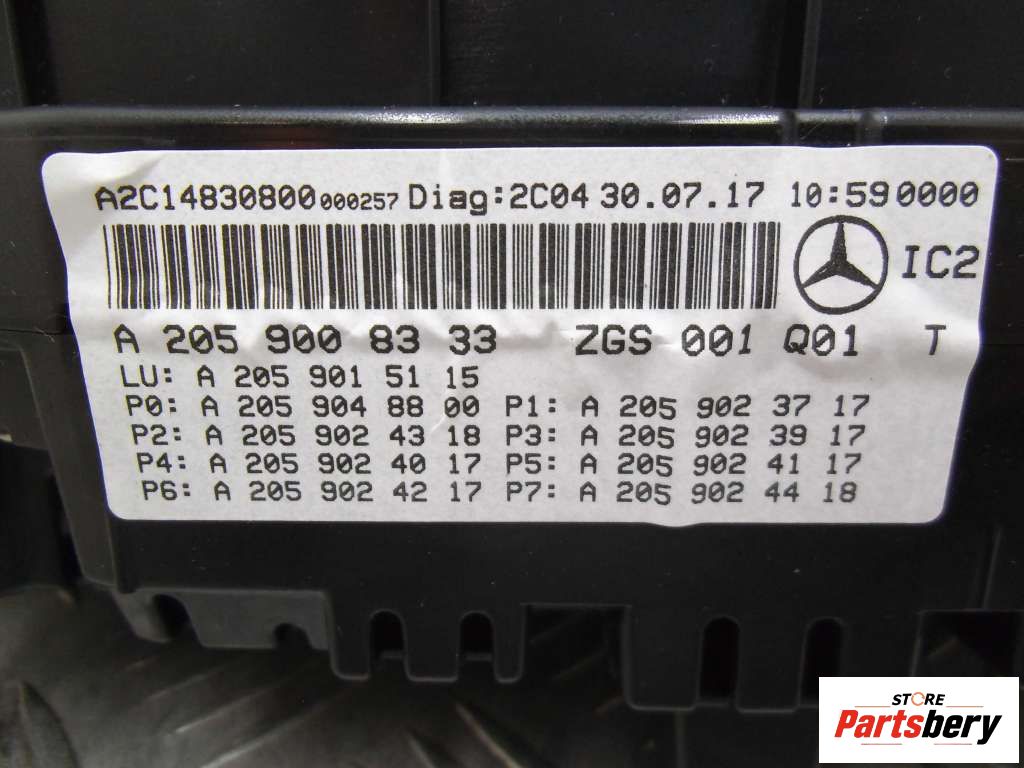 A2C14830800000257 Diag:2C04 30.07.17 10:59 0000
IC2
A 205 900 83 33 ZGS 001 Q01 T
LU: A 205 901 51 15
P0: A 205 904 88 00 P1: A 205 902 37 17
P2: A 205 902 43 18 P3: A 205 902 39 17
P4: A 205 902 40 17 P5: A 205 902 41 17
P6: A 205 902 42 17 P7: A 205 902 44 18
STORE
Partsbery